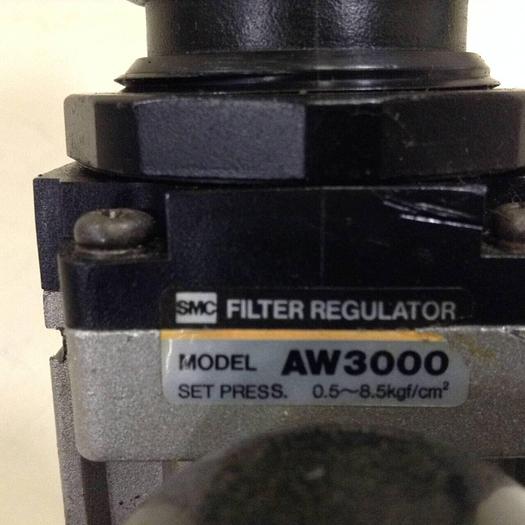 SMC FILTER REGULATOR
MODEL AW3000
SET PRESS. 0.5~8.5kgf/cm²